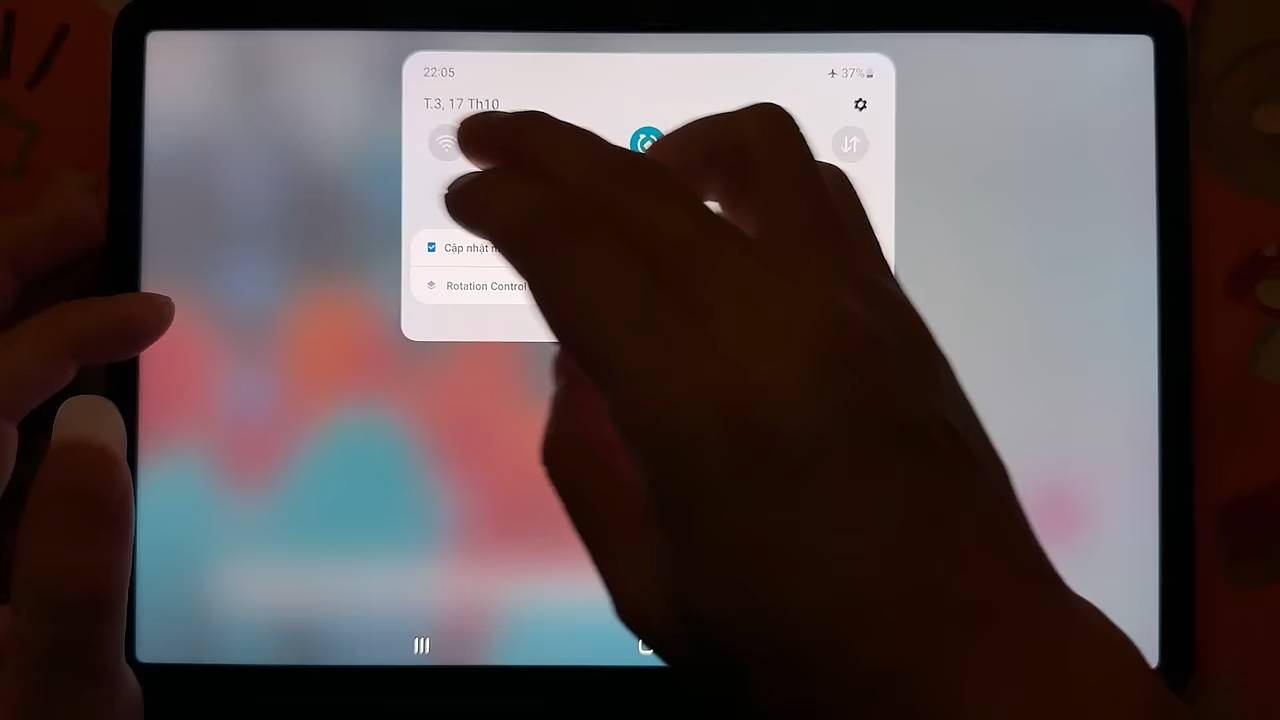 22:05
37%
T.3, 17 Th10
Cập nhật
Rotation Control